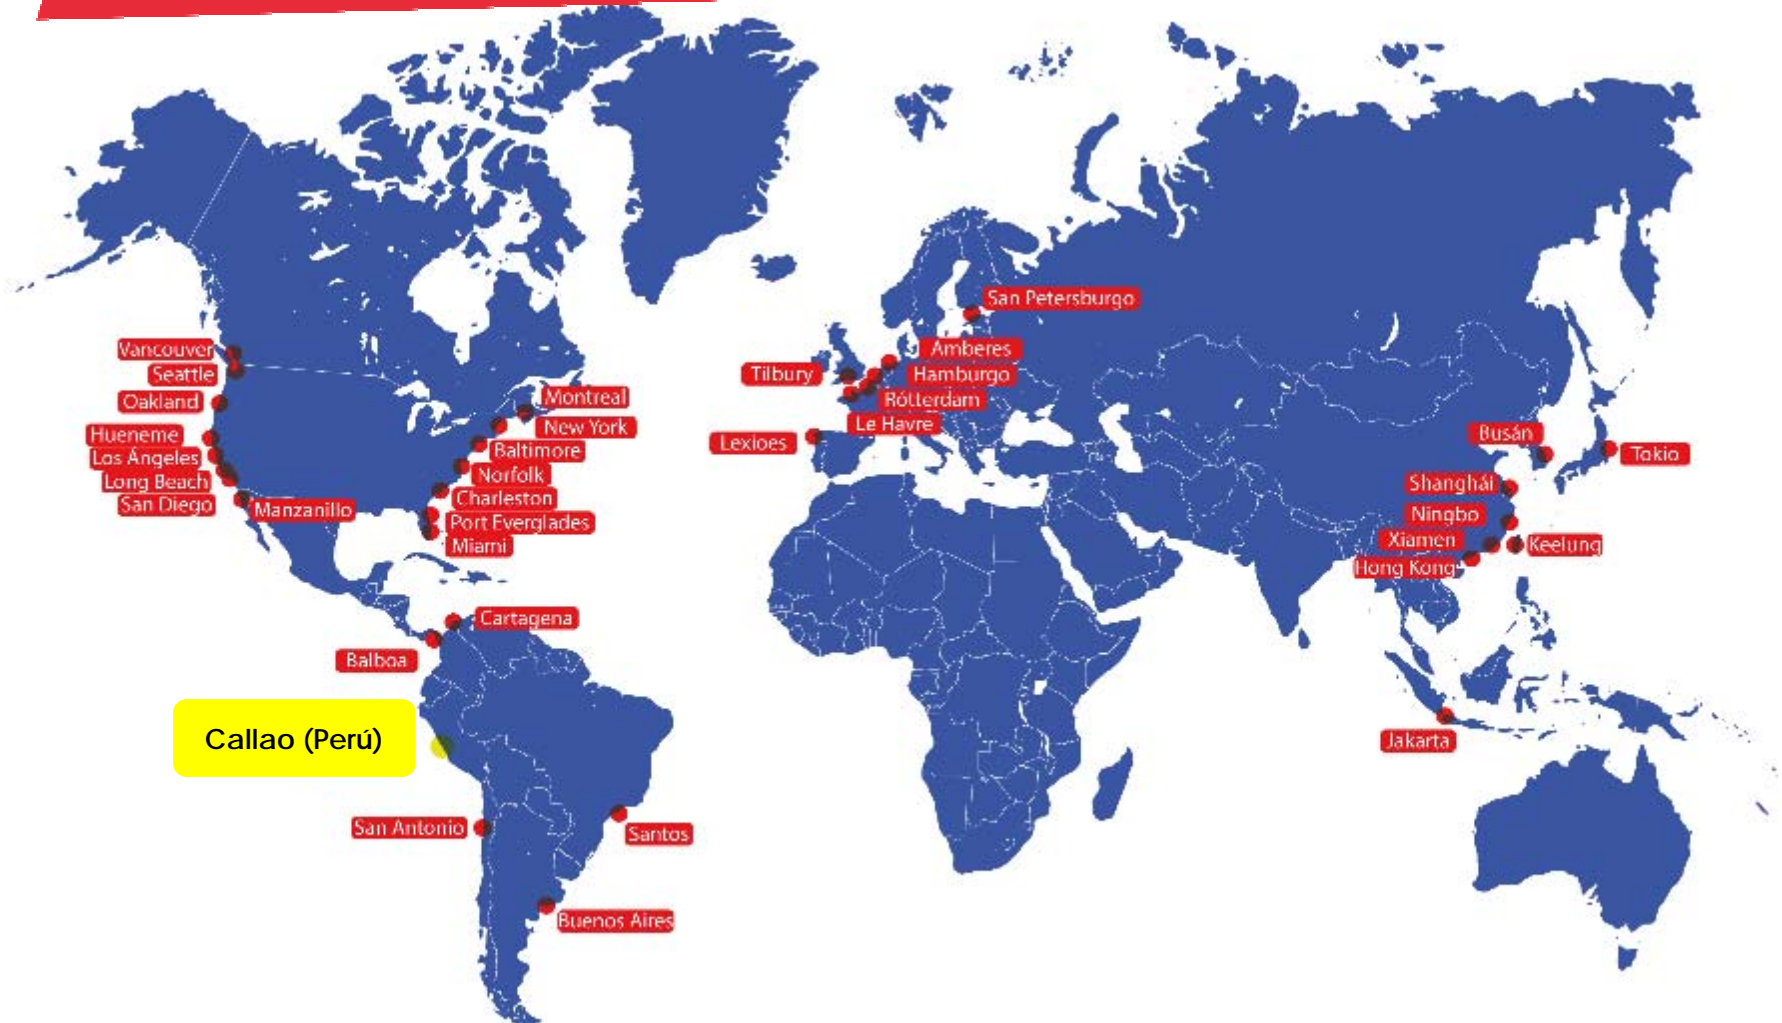 San Petersburgo
Vancouver
Seattle
Oakland
Hueneme
Los Ángeles
Long Beach
San Diego
Manzanillo
Montreal
New York
Baltimore
Norfolk
Charleston
Port Everglades
Miami
Cartagena
Balboa
Callao (Perú)
San Antonio
Santos
Buenos Aires
Tilbury
Amberes
Hamburgo
Rótterdam
Le Havre
Lexioes
Busán
Tokio
Shanghái
Ningbo
Xiamen
Keelung
Hong Kong
Jakarta